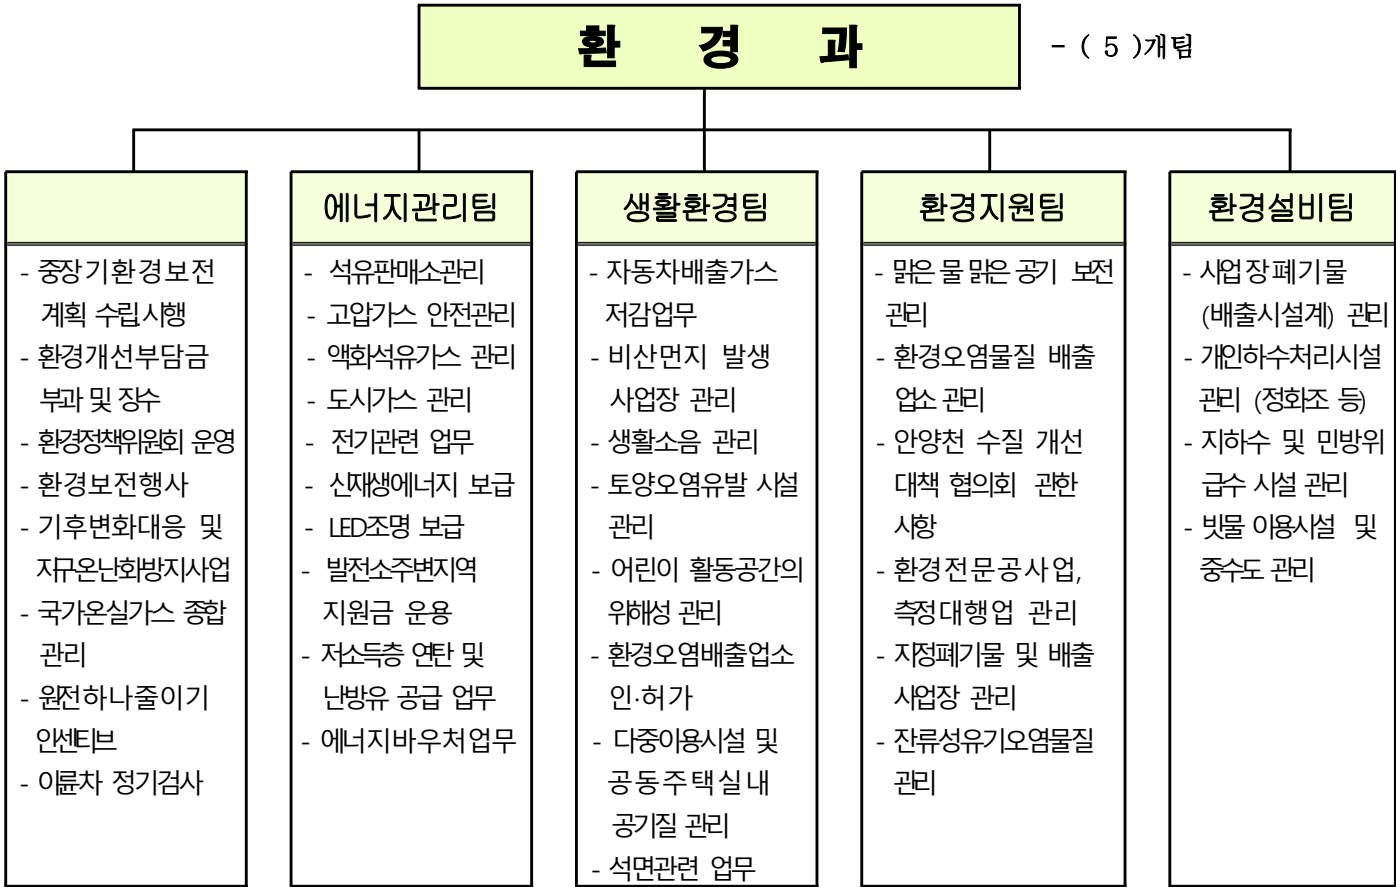 환 경 과
- ( 5 )개팀
- 중장기환경보전
계획 수립.시행
- 환경개선부담금
부과 및 징수
- 환경정책위원회 운영
- 환경보전행사
- 기후변화대응 및
지구온난화방지사업
- 국가온실가스 종합
관리
- 원전하나줄이기
인센티브
- 이륜차 정기검사
에너지관리팀
- 석유판매소관리
- 고압가스 안전관리
- 액화석유가스 관리
- 도시가스 관리
- 전기관련 업무
- 신재생에너지 보급
- LED조명 보급
- 발전소주변지역
지원금 운용
- 저소득층 연탄 및
난방유 공급 업무
- 에너지바우처업무
생활환경팀
- 자동차배출가스
저감업무
- 비산먼지 발생
사업장 관리
- 생활소음 관리
- 토양오염유발 시설
관리
- 어린이 활동공간의
위해성 관리
- 환경오염배출업소
인·허가
- 다중이용시설 및
공동주택실내
공기질 관리
- 석면관련 업무
환경지원팀
- 맑은 물 맑은 공기 보전
관리
- 환경오염물질 배출
업소 관리
- 안양천 수질 개선
대책 협의회 관한
사항
- 환경전문공사업,
측정대행업 관리
- 지정폐기물 및 배출
사업장 관리
- 잔류성유기오염물질
관리
환경설비팀
- 사업장폐기물
(배출시설계) 관리
- 개인하수처리시설
관리 (정화조 등)
- 지하수 및 민방위
급수 시설 관리
- 빗물 이용시설 및
중수도 관리